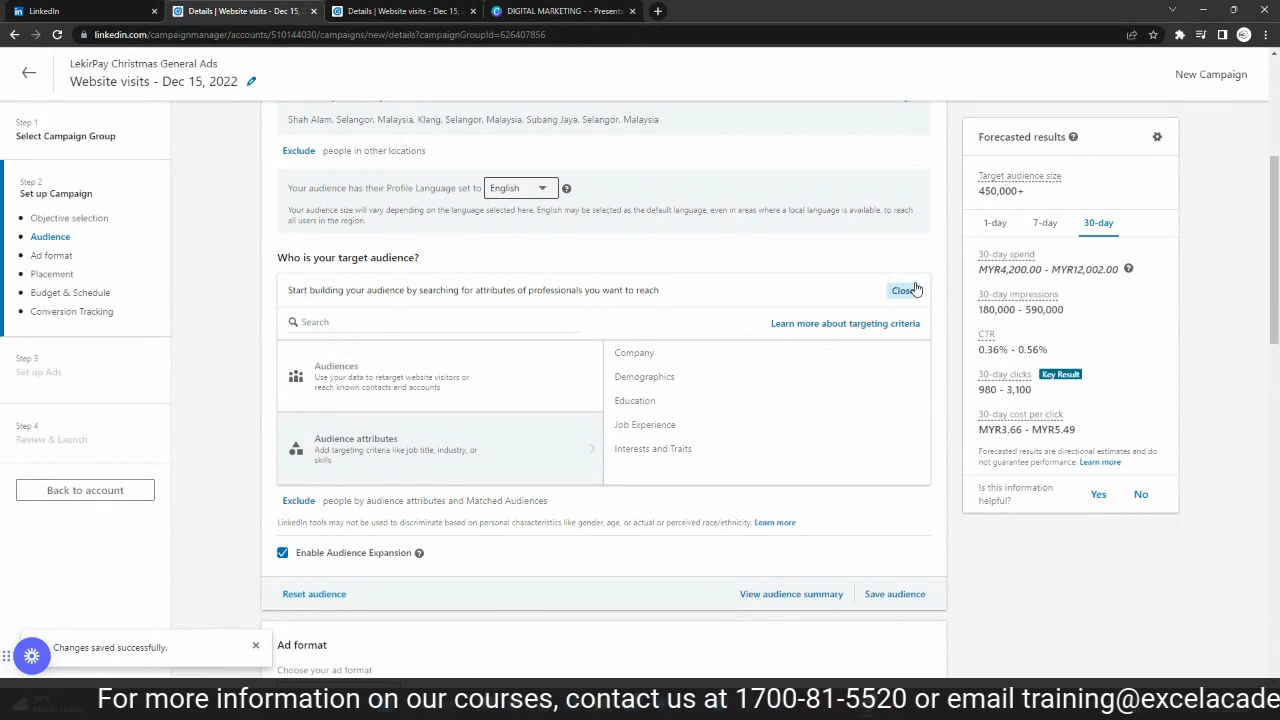 LinkedIn
Details | Website visits - Dec 15,
Details | Website visits - Dec 15,
DIGITAL MARKETING - - Presenta
linkedin.com/campaignmanager/accounts/510144030/campaigns/new/details?campaignGroupId=626407856
LekirPay Christmas General Ads
Website visits - Dec 15, 2022
New Campaign
Step 1
Select Campaign Group
Step 2
Set up Campaign
Objective selection
Audience
Ad format
Placement
Budget & Schedule
Conversion Tracking
Step 3
Set up Ads
Step 4
Review & Launch
Back to account
Changes saved successfully.
Shah Alam, Selangor, Malaysia, Klang, Selangor, Malaysia, Subang Jaya, Selangor, Malaysia
Exclude people in other locations
Your audience has their Profile Language set to English
Your audience size will vary depending on the language selected here. English may be selected as the default language, even in areas where a local language is available, to reach
all users in the region.
Who is your target audience?
Start building your audience by searching for attributes of professionals you want to reach
Close
Search
Learn more about targeting criteria
Audiences
Use your data to retarget website visitors or
reach known contacts and accounts
Audience attributes
Add targeting criteria like job title, industry, or
skills
Company
Demographics
Education
Job Experience
Interests and Traits
Exclude people by audience attributes and Matched Audiences
LinkedIn tools may not be used to discriminate based on personal characteristics like gender, age, or actual or perceived race/ethnicity. Learn more
Enable Audience Expansion
Reset audience
View audience summary
Save audience
Ad format
Choose your ad format
Forecasted results
Target audience size
450,000+
1-day 7-day 30-day
30-day spend
MYR4,200.00 - MYR12,002.00
30-day impressions
180,000 - 590,000
CTR
0.36% - 0.56%
30-day clicks Key Result
980 - 3,100
30-day cost per click
MYR3.66 - MYR5.49
Forecasted results are directional estimates and do
not guarantee performance. Learn more
Is this information
helpful?
Yes No
30°C
Mostly cloudy
For more information on our courses, contact us at 1700-81-5520 or email training@excelacade